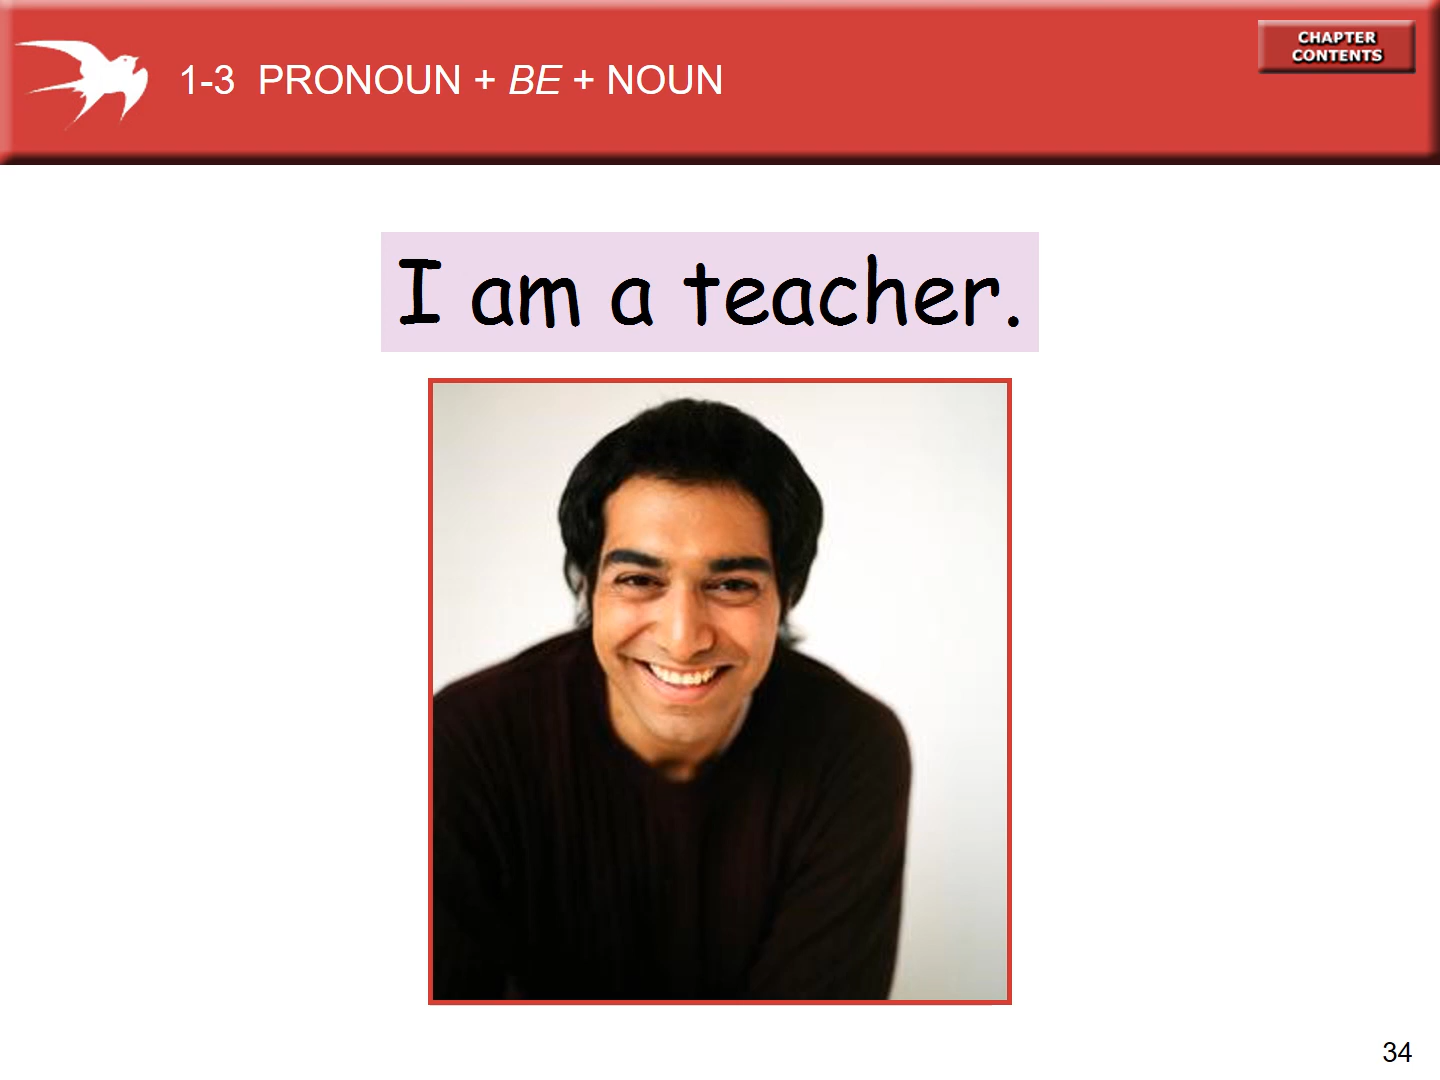 1-3 PRONOUN + BE + NOUN
CHAPTER
CONTENTS
I am a teacher.
34